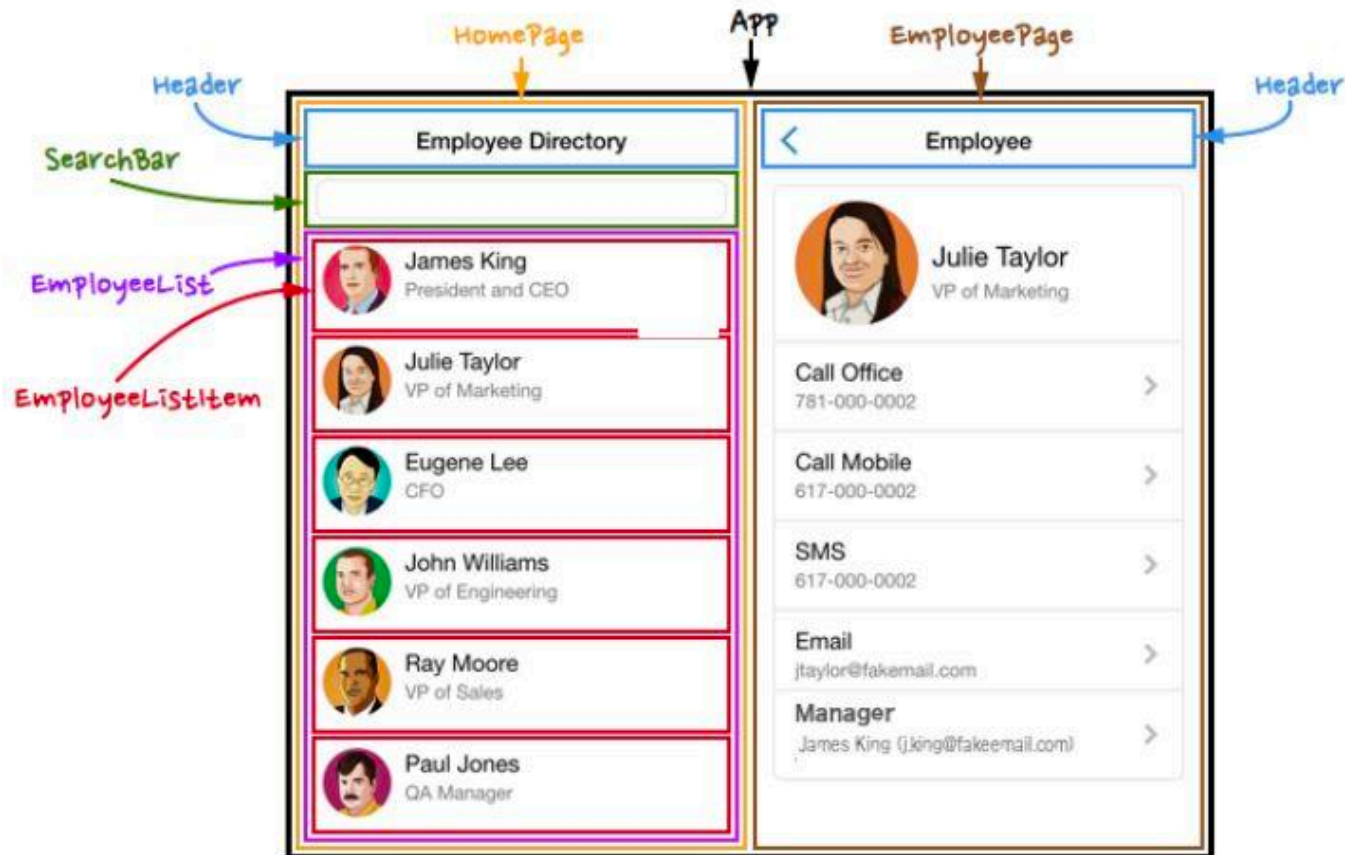 App
HomePage
EmployeePage
Header
Header
SearchBar
EmployeeList
EmployeeListItem
Employee Directory
James King
President and CEO
Julie Taylor
VP of Marketing
Eugene Lee
CFO
John Williams
VP of Engineering
Ray Moore
VP of Sales
Paul Jones
QA Manager
Employee
Julie Taylor
VP of Marketing
Call Office
781-000-0002
Call Mobile
617-000-0002
SMS
617-000-0002
Email
jtaylor@fakemail.com
Manager
James King (j.king@fakeemail.com)